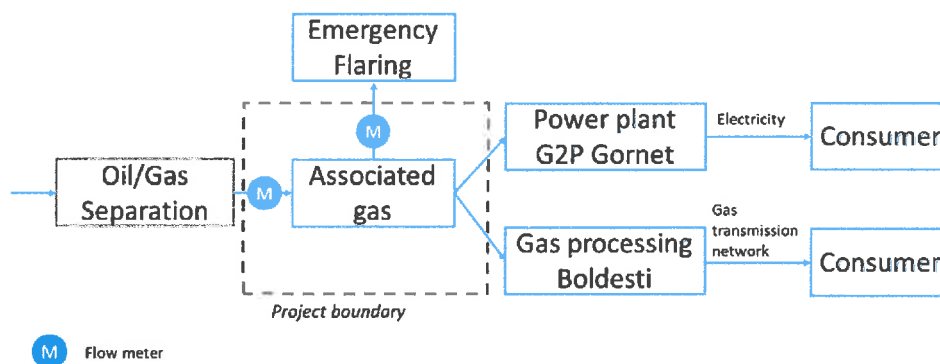 Emergency
Flaring
M
Oil/Gas
Separation
M
Associated
gas
Power plant
G2P Gornet
Electricity
Consumer
Gas processing
Boldesti
Gas
transmission
network
Consumer
Project boundary
M Flow meter